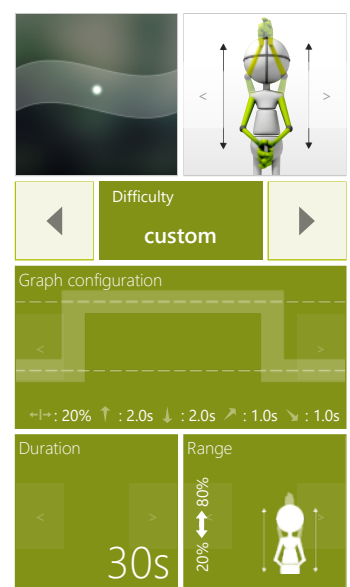 < >
Difficulty
custom
Graph configuration
< >
←|→: 20% ↑ : 2.0s ↓ : 2.0s ↗ : 1.0s ↘ : 1.0s
Duration
< >
30s
Range
20% ↔ 80%
< >